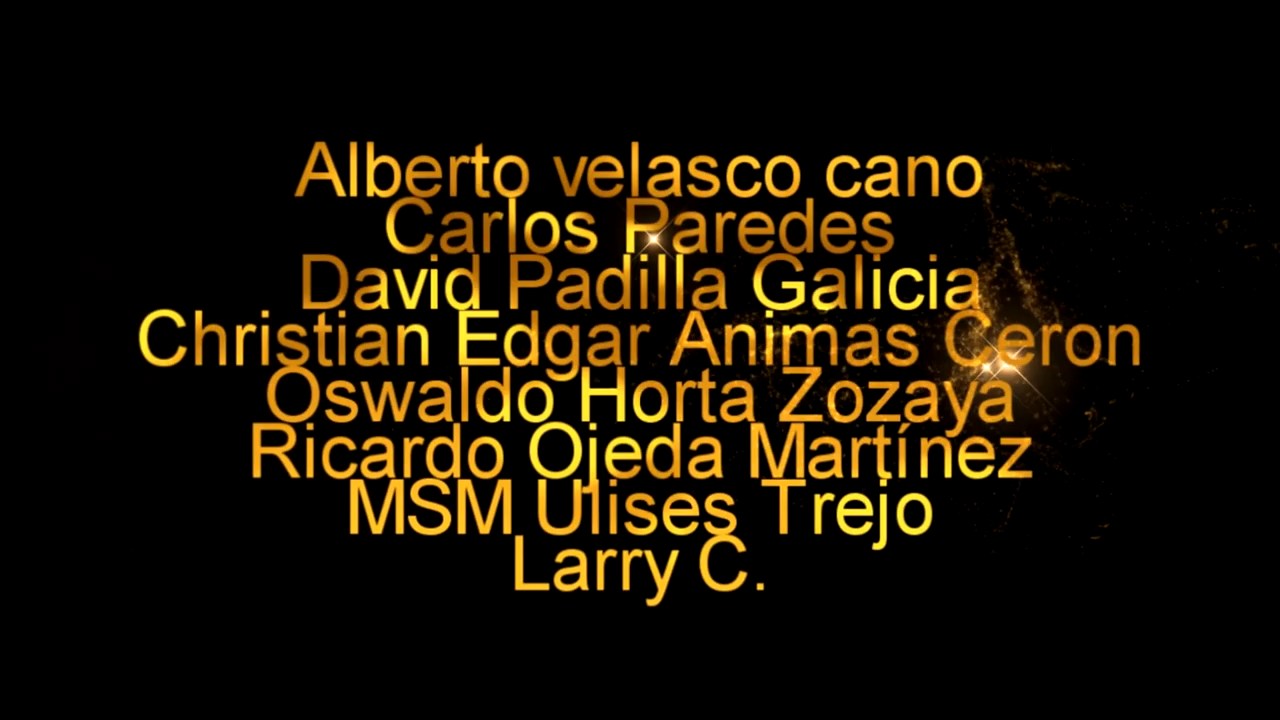 Alberto velasco cano
Carlos Paredes
David Padilla Galicia
Christian Edgar Animas Ceron
Oswaldo Horta Zozaya
Ricardo Ojeda Martínez
MSM Ulises Trejo
Larry C.